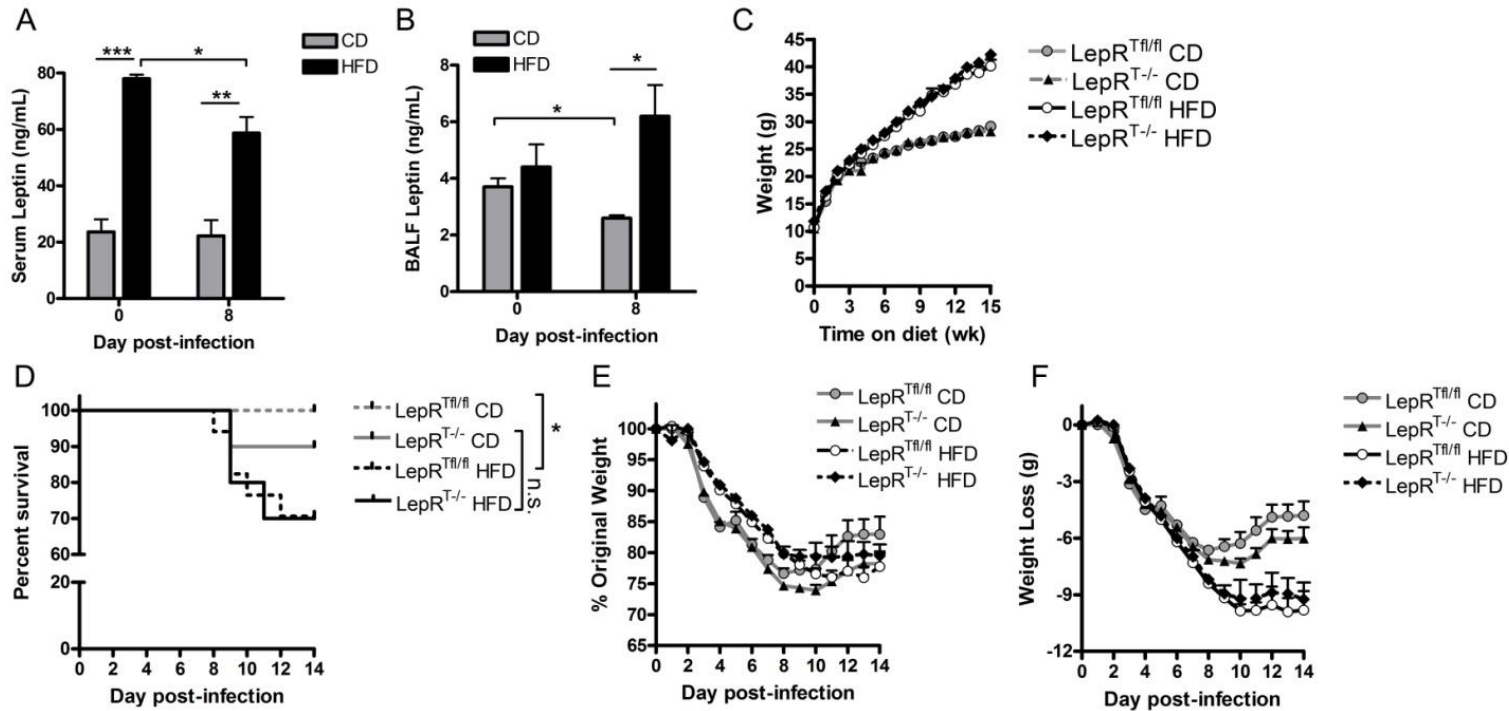 A
CD
HFD
***
*
**
80
60
40
20
0
Serum Leptin (ng/mL)
0 8
Day post-infection
B
CD
HFD
*
*
8
6
4
2
0
BALF Leptin (ng/mL)
0 8
Day post-infection
C
45
40
35
30
25
20
15
10
5
0
Weight (g)
0 3 6 9 12 15
Time on diet (wk)
LepR^Tfl/fl CD
LepR^T-/- CD
LepR^Tfl/fl HFD
LepR^T-/- HFD
D
100
90
80
70
60
20
0
Percent survival
0 2 4 6 8 10 12 14
Day post-infection
LepR^Tfl/fl CD
LepR^T-/- CD
LepR^Tfl/fl HFD
LepR^T-/- HFD
*
n.s.
E
100
95
90
85
80
75
70
65
% Original Weight
0 2 4 6 8 10 12 14
Day post-infection
LepR^Tfl/fl CD
LepR^T-/- CD
LepR^Tfl/fl HFD
LepR^T-/- HFD
F
0
-3
-6
-9
-12
Weight Loss (g)
0 2 4 6 8 10 12 14
Day post-infection
LepR^Tfl/fl CD
LepR^T-/- CD
LepR^Tfl/fl HFD
LepR^T-/- HFD